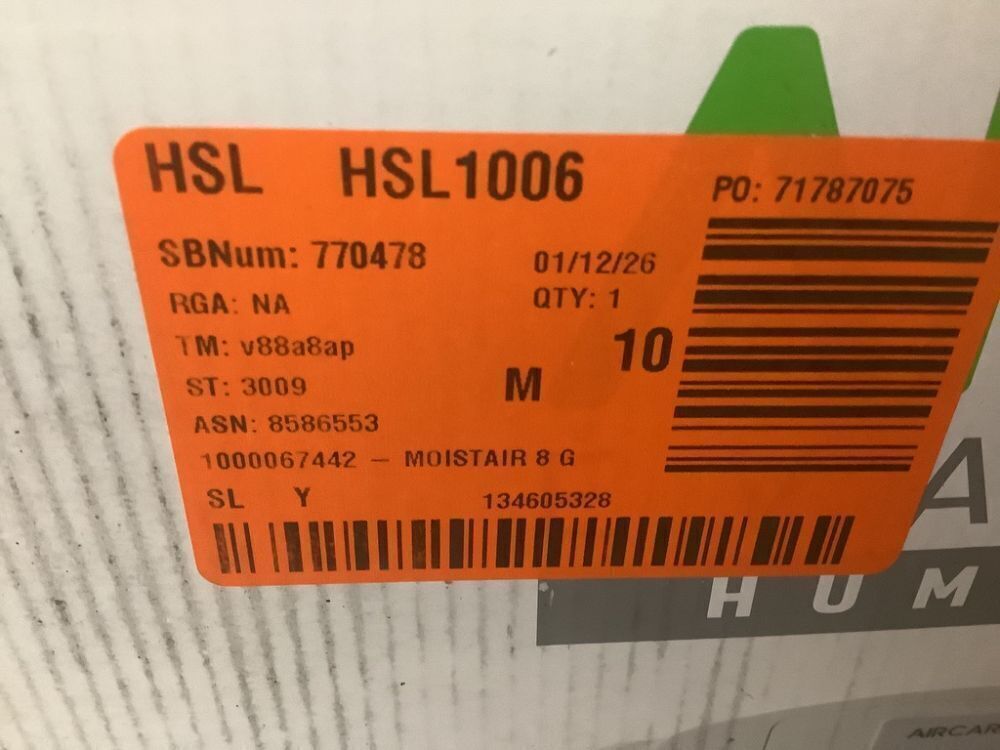 HSL HSL1006
PO: 71787075
SBNum: 770478 01/12/26
RGA: NA QTY: 1
TM: v88a8ap 10
ST: 3009 M
ASN: 8586553
1000067442 – MOISTAIR 8 G
SL Y 134605328
A
H U M
AIRCAR